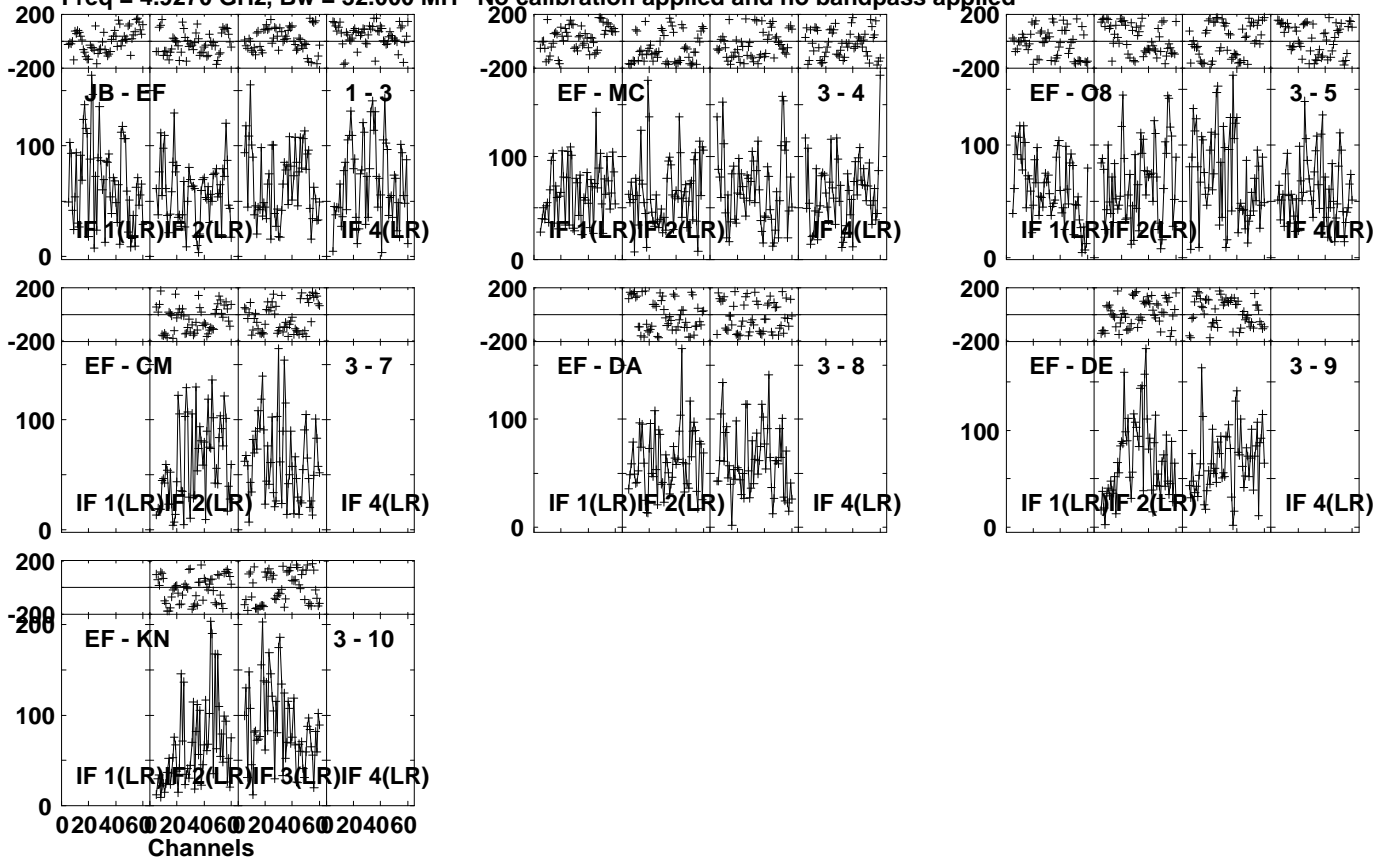 Freq = 4.9270 GHz, Bw = 32.000 MH No calibration applied and no bandpass applied
200 200 200
-200 -200 -200
JB - EF 1 - 3 EF - MC 3 - 4 EF - O8 3 - 5
100 100 100
IF 1(LR) IF 2(LR) IF 4(LR) IF 1(LR) IF 2(LR) IF 4(LR) IF 1(LR) IF 2(LR) IF 4(LR)
0 0 0
200 200 200
-200 -200 -200
EF - CM 3 - 7 EF - DA 3 - 8 EF - DE 3 - 9
100 100 100
IF 1(LR) IF 2(LR) IF 4(LR) IF 1(LR) IF 2(LR) IF 4(LR) IF 1(LR) IF 2(LR) IF 4(LR)
0 0 0
200
-200
200
EF - KN 3 - 10
100
IF 1(LR) IF 2(LR) IF 3(LR) IF 4(LR)
0
0 20 40 60 0 20 40 60 0 20 40 60 0 20 40 60
Channels